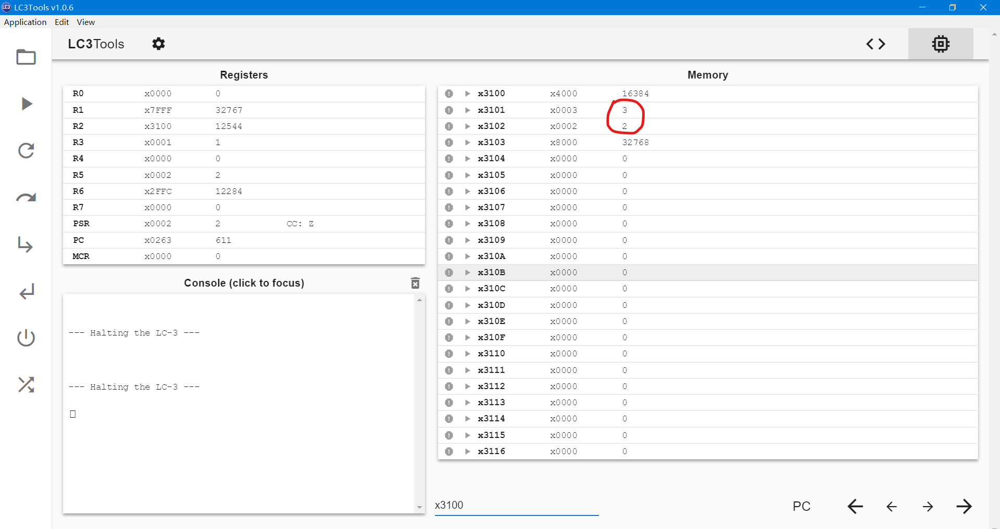 LC3Tools v1.0.6
Application Edit View
LC3Tools
Registers
R0 x0000 0
R1 x7FFF 32767
R2 x3100 12544
R3 x0001 1
R4 x0000 0
R5 x0002 2
R6 x2FFC 12284
R7 x0000 0
PSR x0002 2 CC: Z
PC x0263 611
MCR x0000 0
Console (click to focus)
--- Halting the LC-3 ---
--- Halting the LC-3 ---
Memory
x3100 x4000 16384
x3101 x0003 3
x3102 x0002 2
x3103 x8000 32768
x3104 x0000 0
x3105 x0000 0
x3106 x0000 0
x3107 x0000 0
x3108 x0000 0
x3109 x0000 0
x310A x0000 0
x310B x0000 0
x310C x0000 0
x310D x0000 0
x310E x0000 0
x310F x0000 0
x3110 x0000 0
x3111 x0000 0
x3112 x0000 0
x3113 x0000 0
x3114 x0000 0
x3115 x0000 0
x3116 x0000 0
x3100
PC